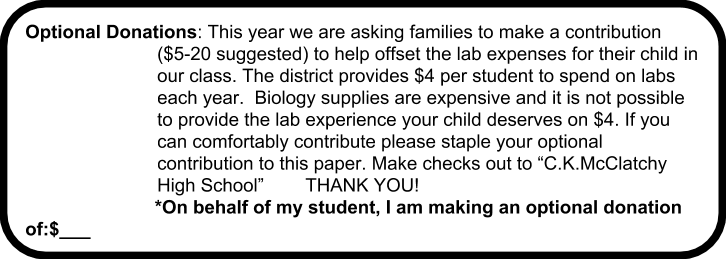 Optional Donations: This year we are asking families to make a contribution
($5-20 suggested) to help offset the lab expenses for their child in
our class. The district provides $4 per student to spend on labs
each year.  Biology supplies are expensive and it is not possible
to provide the lab experience your child deserves on $4. If you
can comfortably contribute please staple your optional
contribution to this paper. Make checks out to “C.K.McClatchy
High School”        THANK YOU!
*On behalf of my student, I am making an optional donation
of:$___